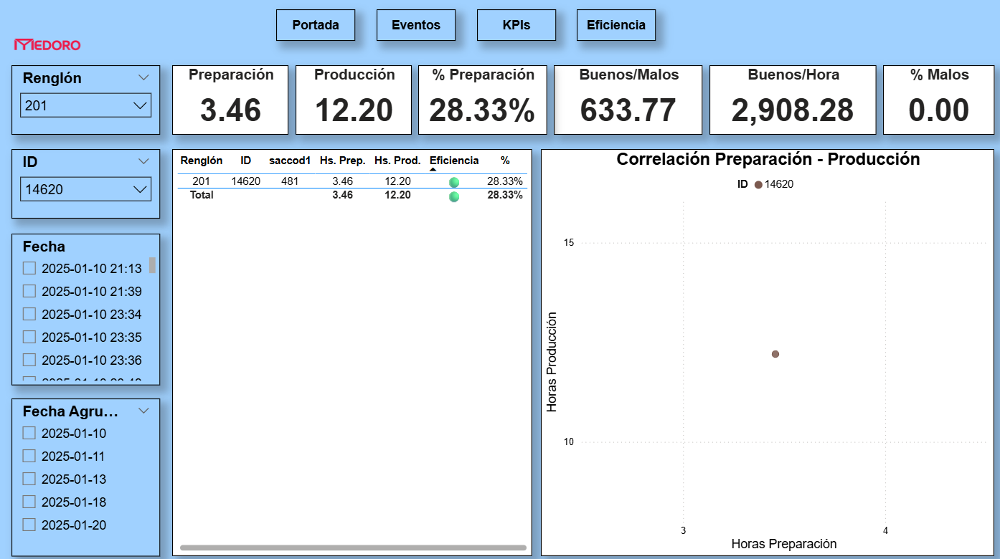 Portada Eventos KPIs Eficiencia
MEDORO
Renglón
201
Preparación
3.46
Producción
12.20
% Preparación
28.33%
Buenos/Malos
633.77
Buenos/Hora
2,908.28
% Malos
0.00
ID
14620
Fecha
2025-01-10 21:13
2025-01-10 21:39
2025-01-10 23:34
2025-01-10 23:35
2025-01-10 23:36
Fecha Agru…
2025-01-10
2025-01-11
2025-01-13
2025-01-18
2025-01-20
Renglón ID saccod1 Hs. Prep. Hs. Prod. Eficiencia %
201 14620 481 3.46 12.20 28.33%
Total 3.46 12.20 28.33%
Correlación Preparación - Producción
ID 14620
15
10
Horas Producción
3 4
Horas Preparación